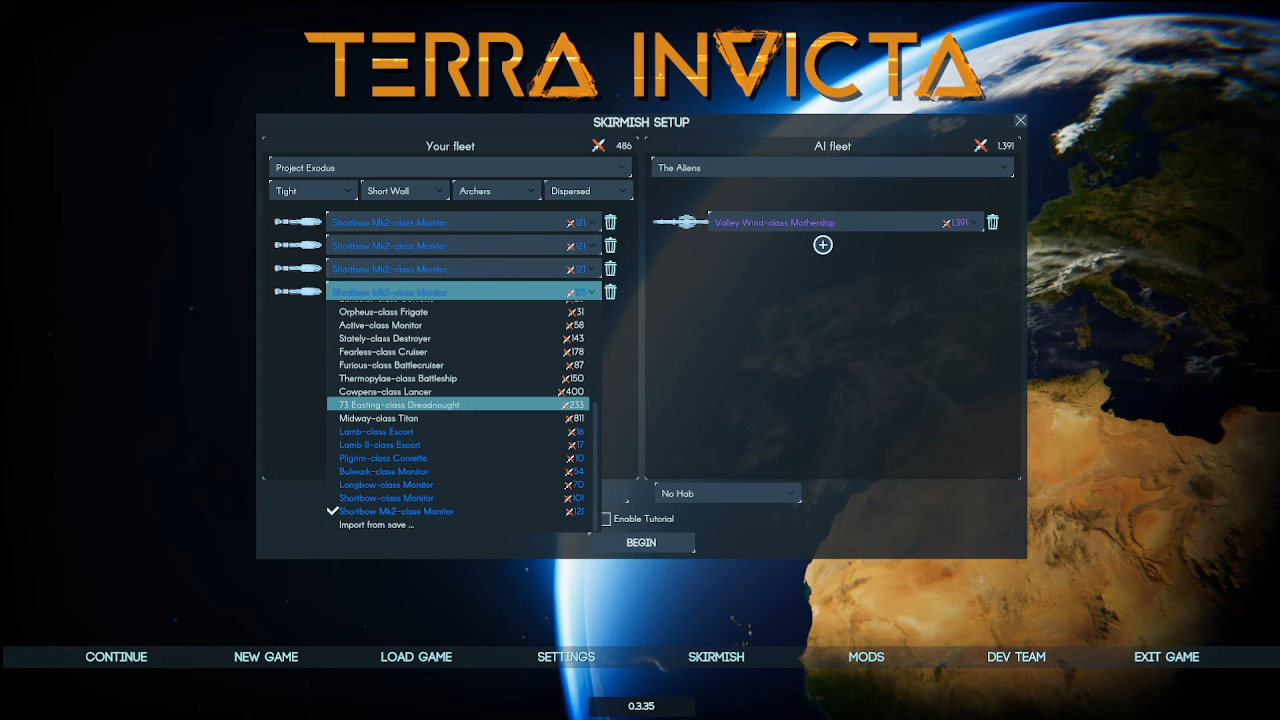 TERRA INVICTA
SKIRMISH SETUP
Your fleet 486
AI fleet 1,391
Project Exodus
The Aliens
Tight Short Wall Archers Dispersed
Shortbow Mk2-class Monitor 121
Valley Wind-class Mothership 1,391
Shortbow Mk2-class Monitor 121
Shortbow Mk2-class Monitor 121
Shortbow Mk2-class Monitor 121
Orpheus-class Frigate 31
Active-class Monitor 58
Stately-class Destroyer 143
Fearless-class Cruiser 178
Furious-class Battlecruiser 87
Thermopylae-class Battleship 150
Cowpens-class Lancer 400
73 Easting-class Dreadnought 233
Midway-class Titan 811
Lamb-class Escort 16
Lamb II-class Escort 17
Pilgrim-class Corvette 10
Bulwark-class Monitor 54
Longbow-class Monitor 70
Shortbow-class Monitor 101
Shortbow Mk2-class Monitor 121
Import from save ...
No Hab
Enable Tutorial
BEGIN
CONTINUE NEW GAME LOAD GAME SETTINGS SKIRMISH MODS DEV TEAM EXIT GAME
0.3.35